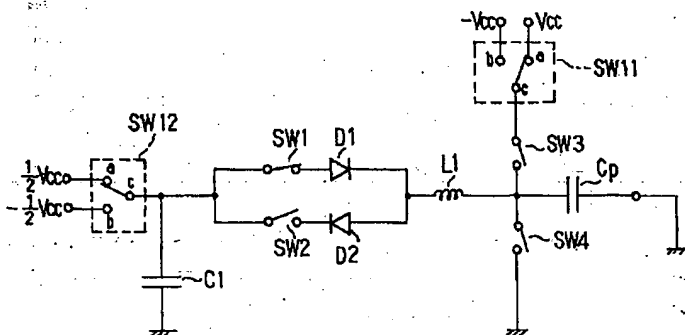 -Vcc Vcc
b a
c
SW11
SW12
SW1 D1
SW3
½Vcc a
c
L1 Cp
-½Vcc b
SW2 D2
SW4
C1